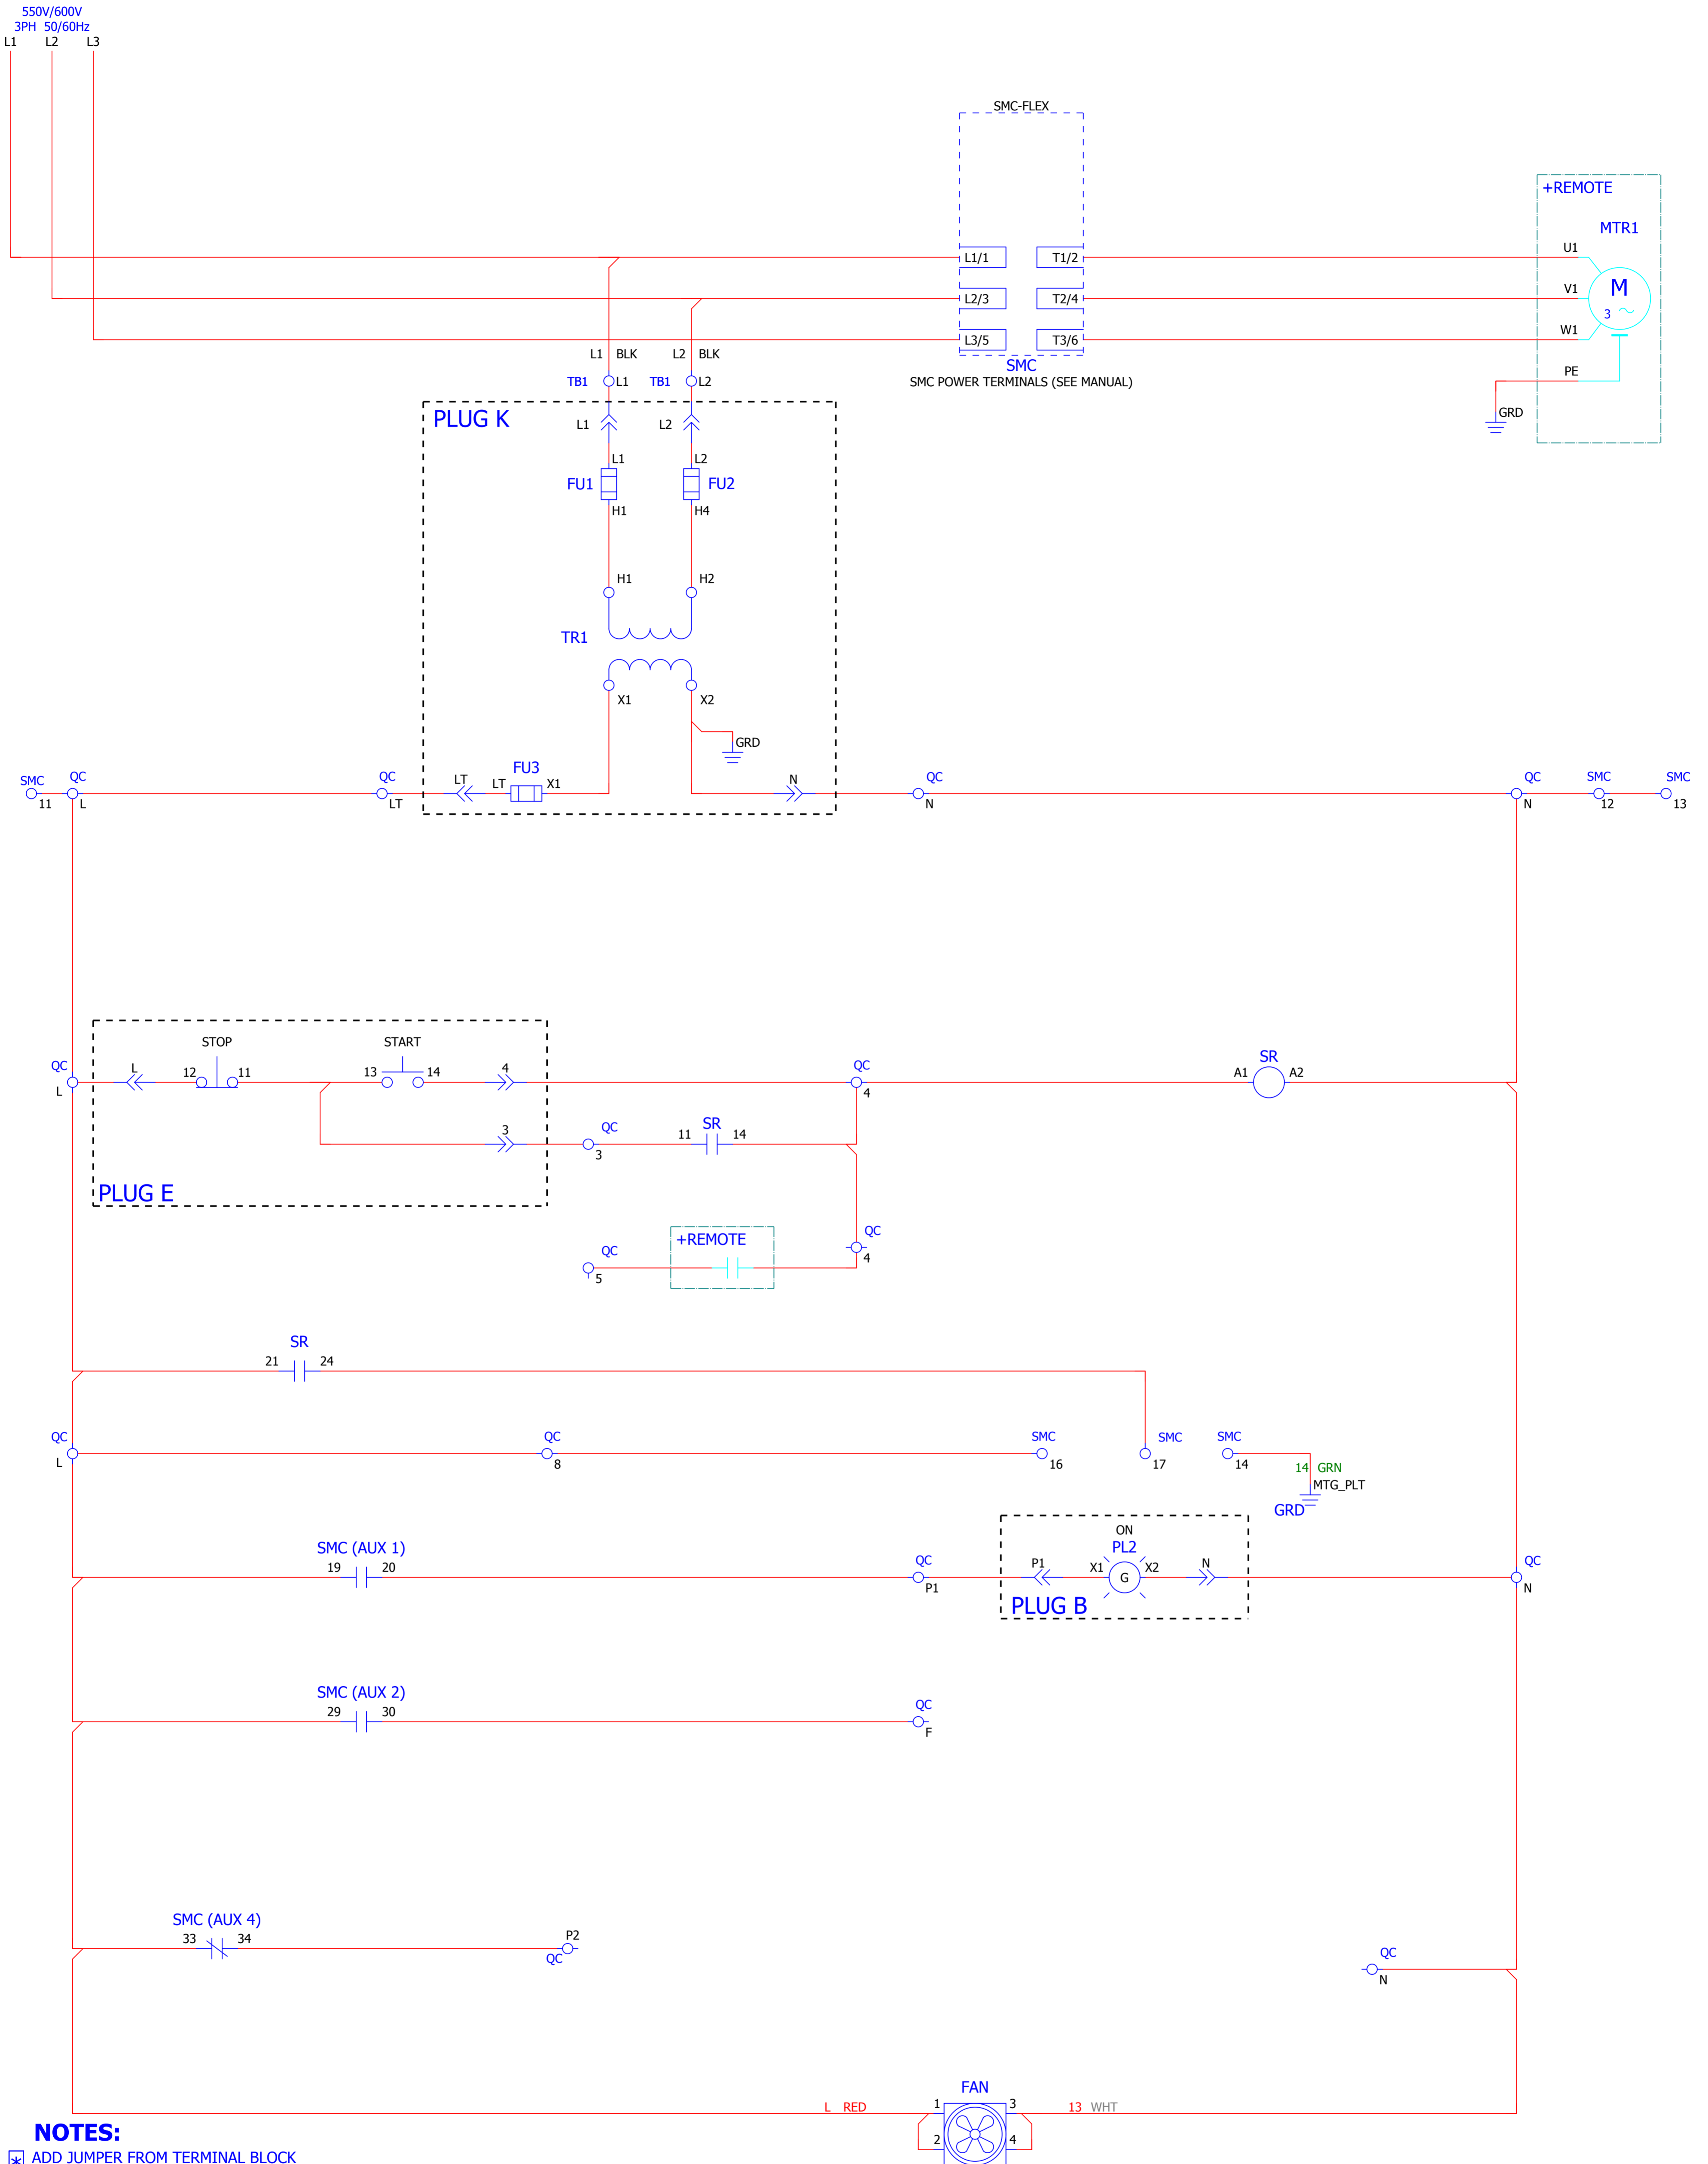 550V/600V
3PH 50/60Hz
L1 L2 L3
SMC-FLEX
+REMOTE
MTR1
L1/1 T1/2 U1
L2/3 T2/4 V1
M
3
L3/5 T3/6 W1
L1 BLK L2 BLK
SMC
SMC POWER TERMINALS (SEE MANUAL)
PE
TB1 L1 TB1 L2
GRD
PLUG K
L1 L2
L1 L2
FU1 FU2
H1 H4
H1 H2
TR1
X1 X2
GRD
FU3
SMC QC QC LT LT X1 N QC QC SMC SMC
11 L LT N N 12 13
STOP START
QC L 12 11 13 14 4 QC SR
L 4 A1 A2
3 QC 11 SR 14
3
PLUG E
QC
4
+REMOTE
QC
5
SR
21 24
QC QC SMC SMC SMC
L 8 16 17 14
14 GRN
MTG_PLT
GRD
ON
SMC (AUX 1) PL2
19 20 QC P1 X1 G X2 N QC
P1 N
PLUG B
SMC (AUX 2)
29 30 QC
F
SMC (AUX 4)
33 34 P2
QC
QC
N
FAN
L RED 1 3 13 WHT
2 4
NOTES:
* ADD JUMPER FROM TERMINAL BLOCK